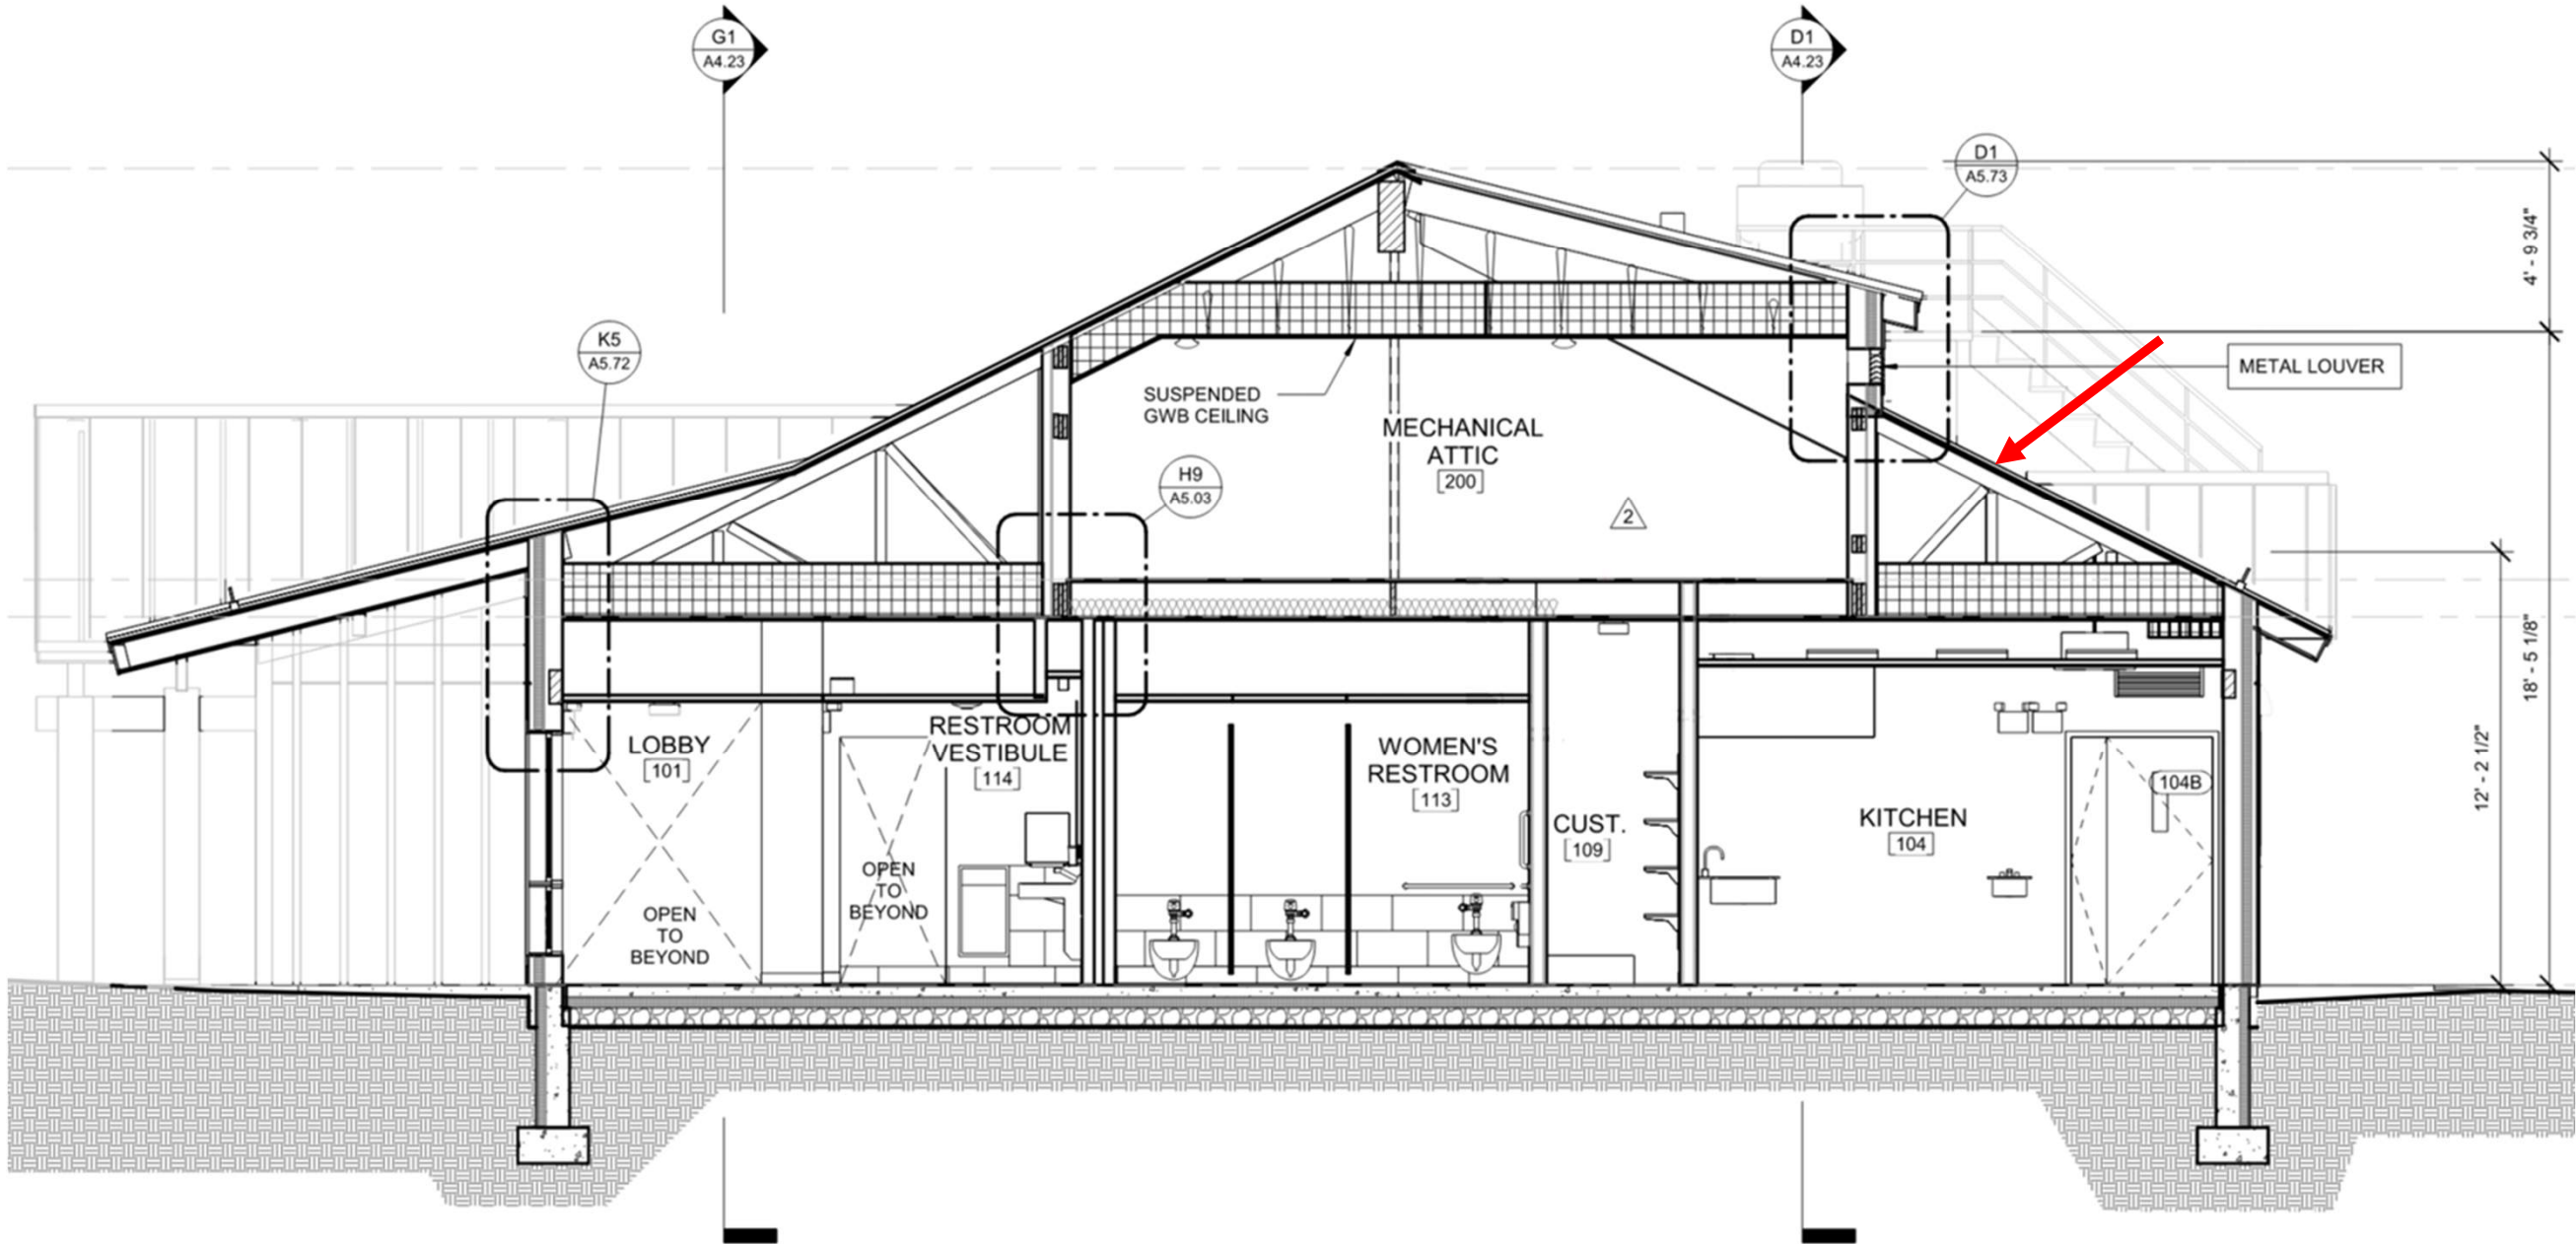 G1
A4.23
D1
A4.23
D1
A5.73
4' - 9 3/4"
K5
A5.72
METAL LOUVER
SUSPENDED
GWB CEILING
MECHANICAL
ATTIC
200
H9
A5.03
2
18' - 5 1/8"
12' - 2 1/2"
LOBBY
101
RESTROOM
VESTIBULE
114
WOMEN'S
RESTROOM
113
CUST.
109
KITCHEN
104
104B
OPEN
TO
BEYOND
OPEN
TO
BEYOND